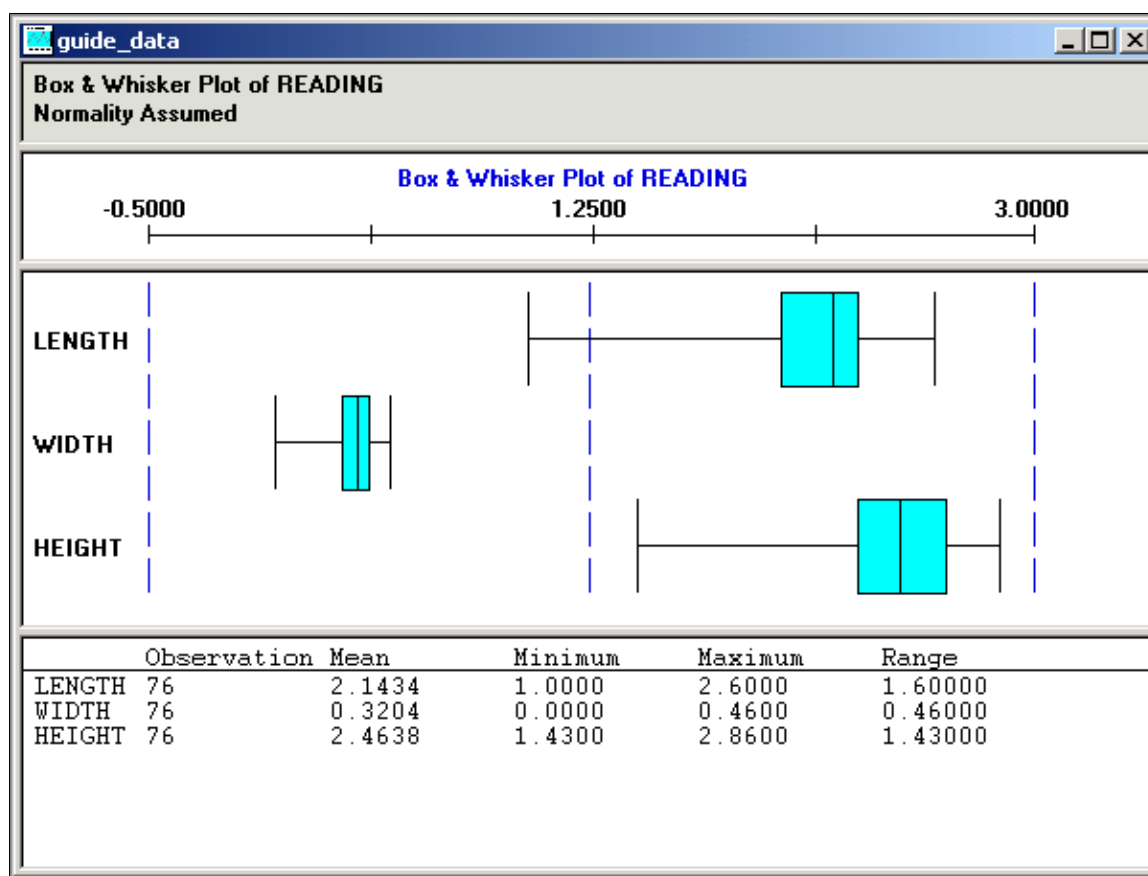 guide_data
Box & Whisker Plot of READING
Normality Assumed
Box & Whisker Plot of READING
-0.5000 1.2500 3.0000
LENGTH
WIDTH
HEIGHT
Observation Mean Minimum Maximum Range
LENGTH 76 2.1434 1.0000 2.6000 1.60000
WIDTH 76 0.3204 0.0000 0.4600 0.46000
HEIGHT 76 2.4638 1.4300 2.8600 1.43000